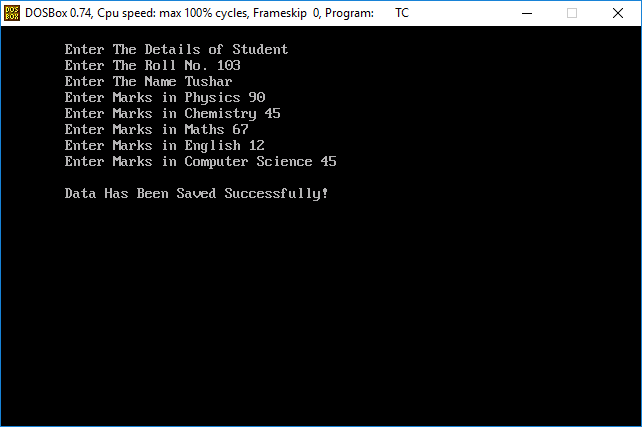 DOS BOX
DOSBox 0.74, Cpu speed: max 100% cycles, Frameskip 0, Program: TC
Enter The Details of Student
Enter The Roll No. 103
Enter The Name Tushar
Enter Marks in Physics 90
Enter Marks in Chemistry 45
Enter Marks in Maths 67
Enter Marks in English 12
Enter Marks in Computer Science 45
Data Has Been Saved Successfully!